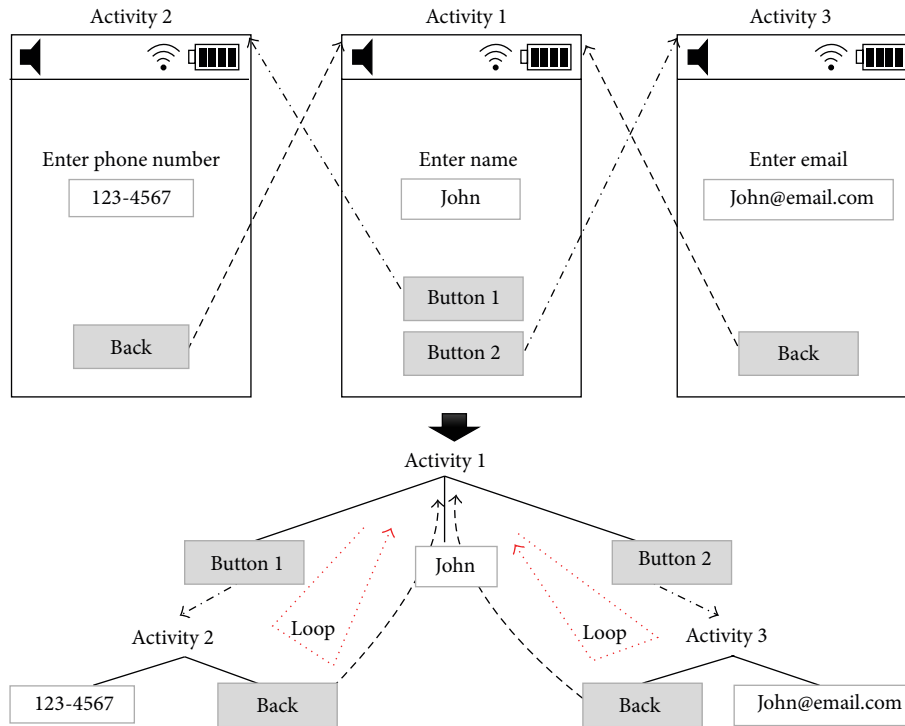 Activity 2
Activity 1
Activity 3
Enter phone number
123-4567
Back
Enter name
John
Button 1
Button 2
Enter email
John@email.com
Back
Activity 1
Button 1
John
Button 2
Activity 2
Loop
Loop
Activity 3
123-4567
Back
Back
John@email.com